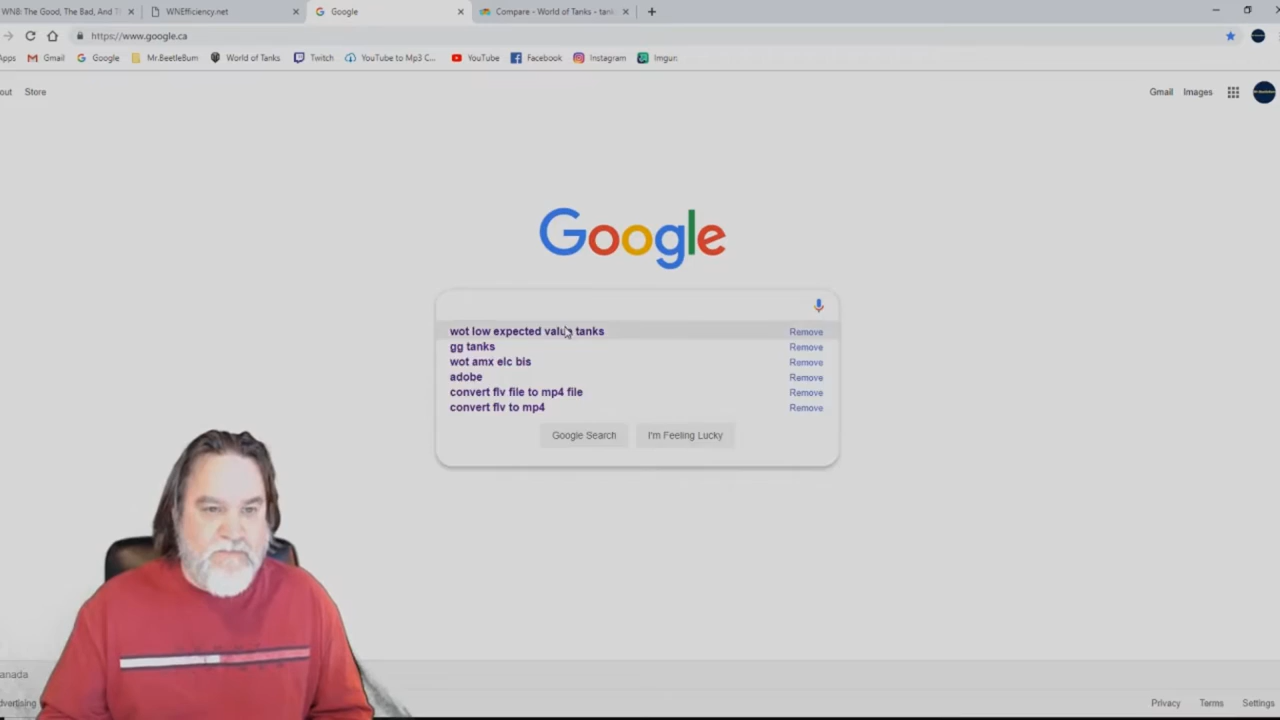 WN8: The Good, The Bad, And T
WNEfficiency.net
Google
Compare - World of Tanks - tank
https://www.google.ca
Apps
Gmail
Google
Mr.BeetleBum
World of Tanks
Twitch
YouTube to Mp3 C...
YouTube
Facebook
Instagram
Imgur
out
Store
Gmail
Images
Google
wot low expected value tanks
Remove
gg tanks
Remove
wot amx elc bis
Remove
adobe
Remove
convert flv file to mp4 file
Remove
convert flv to mp4
Remove
Google Search
I'm Feeling Lucky
anada
dvertising
Privacy
Terms
Settings